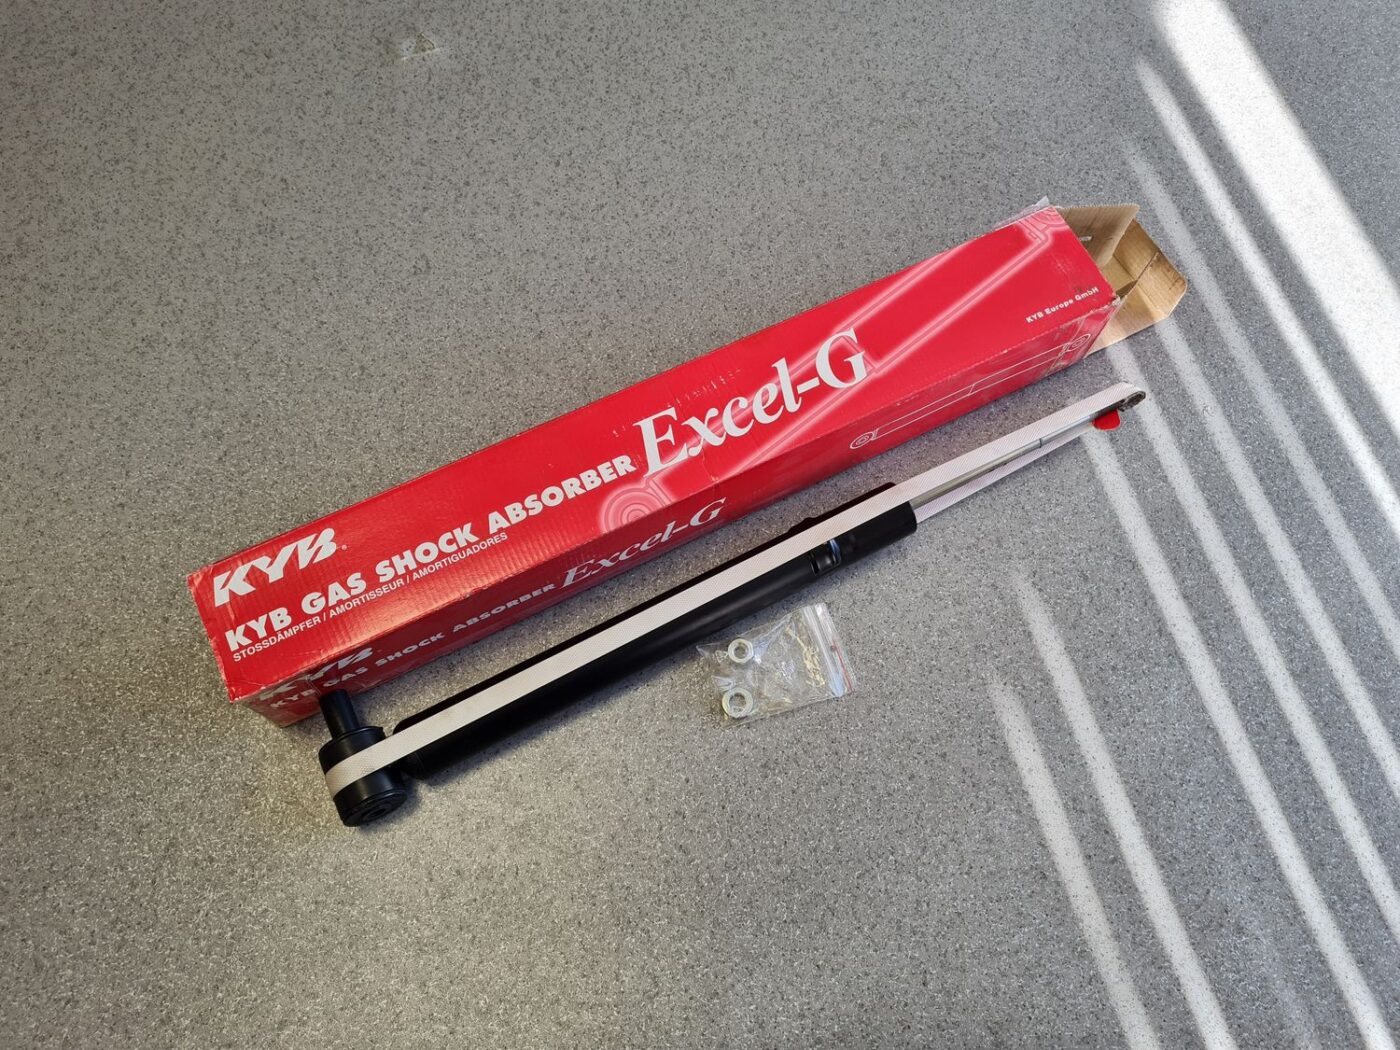 KYB®
KYB GAS SHOCK ABSORBER Excel-G
STOSSDÄMPFER / AMORTISSEUR / AMORTIGUADORES
KYB Europe GmbH
KYB
KYB GAS SHOCK ABSORBER Excel-G